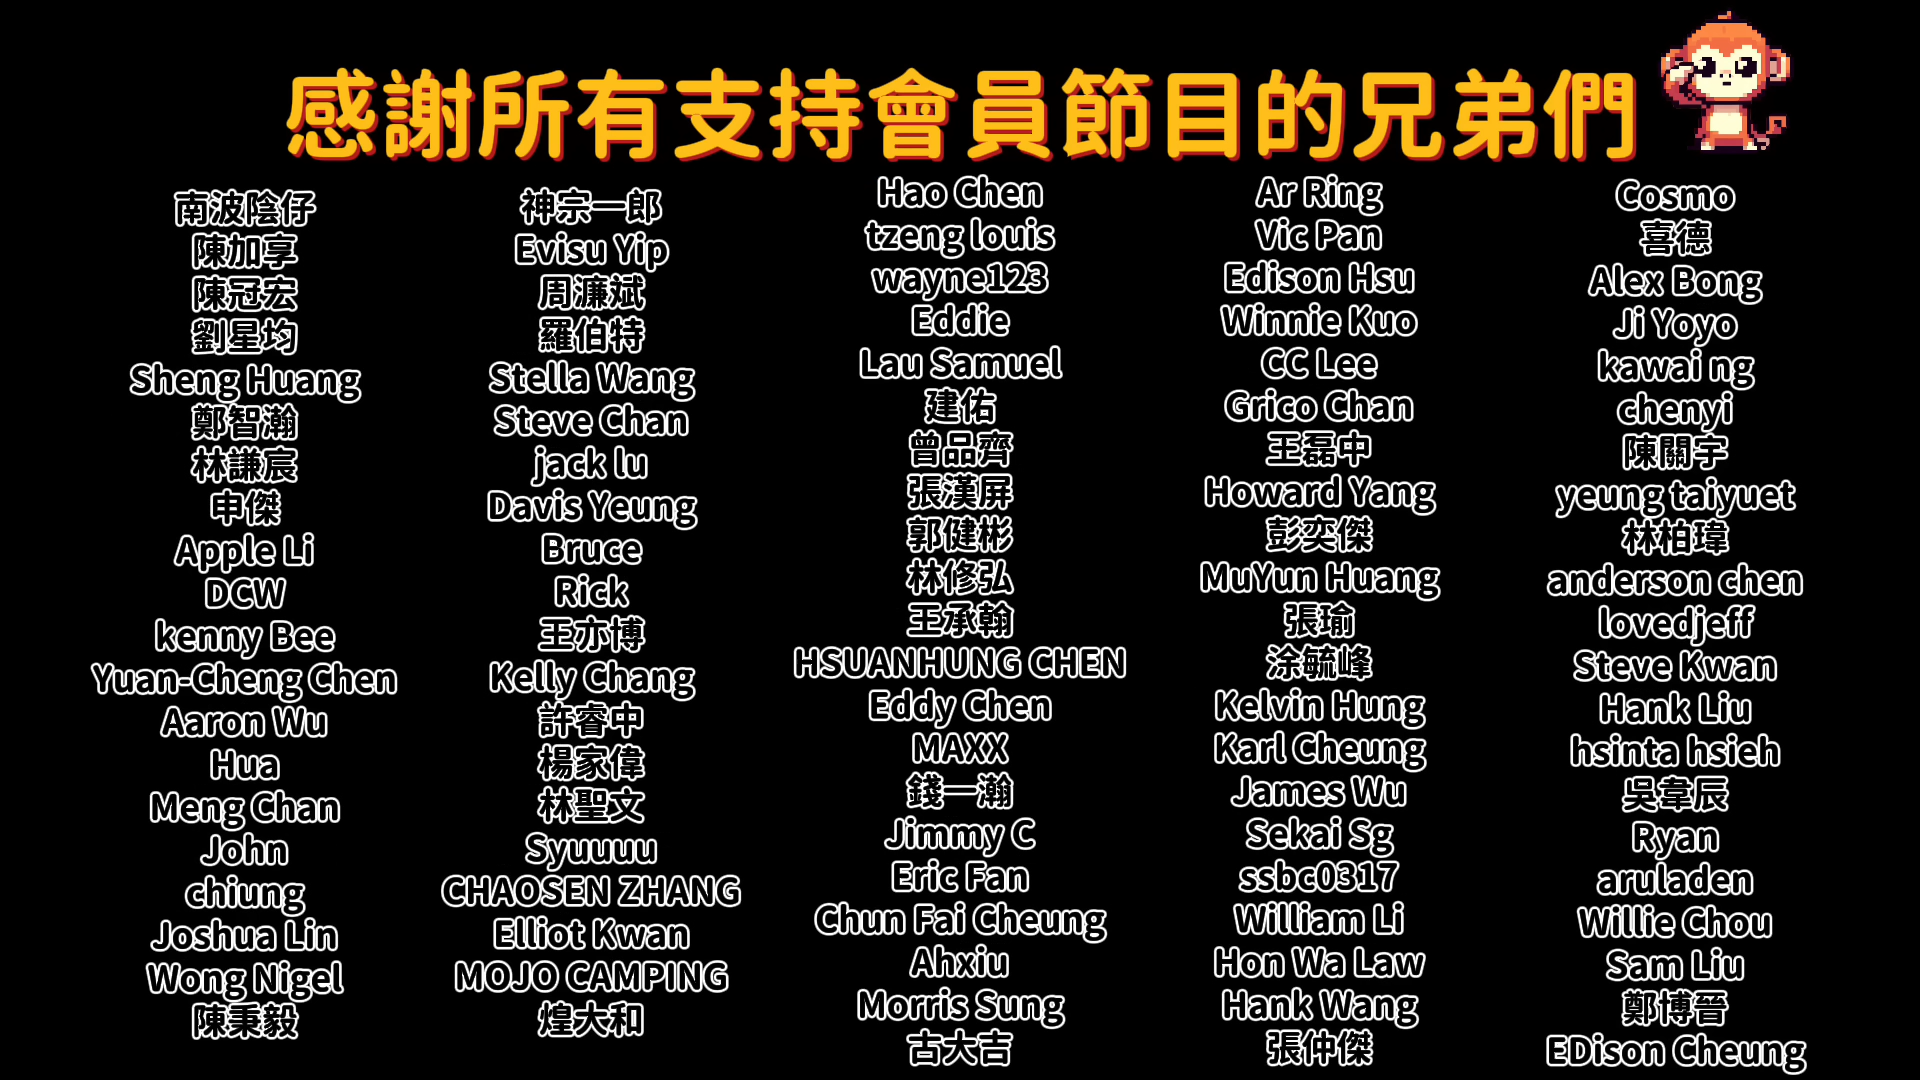 感謝所有支持會員節目的兄弟們
南波陰仔
陳加享
陳冠宏
劉星均
Sheng Huang
鄭智瀚
林謙宸
申傑
Apple Li
DCW
kenny Bee
Yuan-Cheng Chen
Aaron Wu
Hua
Meng Chan
John
chiung
Joshua Lin
Wong Nigel
陳秉毅
神宗一郎
Evisu Yip
周濂斌
羅伯特
Stella Wang
Steve Chan
jack lu
Davis Yeung
Bruce
Rick
王亦博
Kelly Chang
許睿中
楊家偉
林聖文
Syuuuu
CHAOSEN ZHANG
Elliot Kwan
MOJO CAMPING
煌大和
Hao Chen
tzeng louis
wayne123
Eddie
Lau Samuel
建佑
曾品齊
張漢屏
郭健彬
林修弘
王承翰
HSUANHUNG CHEN
Eddy Chen
MAXX
錢一瀚
Jimmy C
Eric Fan
Chun Fai Cheung
Ahxiu
Morris Sung
古大吉
Ar Ring
Vic Pan
Edison Hsu
Winnie Kuo
CC Lee
Grico Chan
王磊中
Howard Yang
彭奕傑
MuYun Huang
張瑜
涂毓峰
Kelvin Hung
Karl Cheung
James Wu
Sekai Sg
ssbc0317
William Li
Hon Wa Law
Hank Wang
張仲傑
Cosmo
喜德
Alex Bong
Ji Yoyo
kawai ng
chenyi
陳關宇
yeung taiyuet
林柏瑋
anderson chen
lovedjeff
Steve Kwan
Hank Liu
hsinta hsieh
吳韋辰
Ryan
aruladen
Willie Chou
Sam Liu
鄭博晉
EDison Cheung